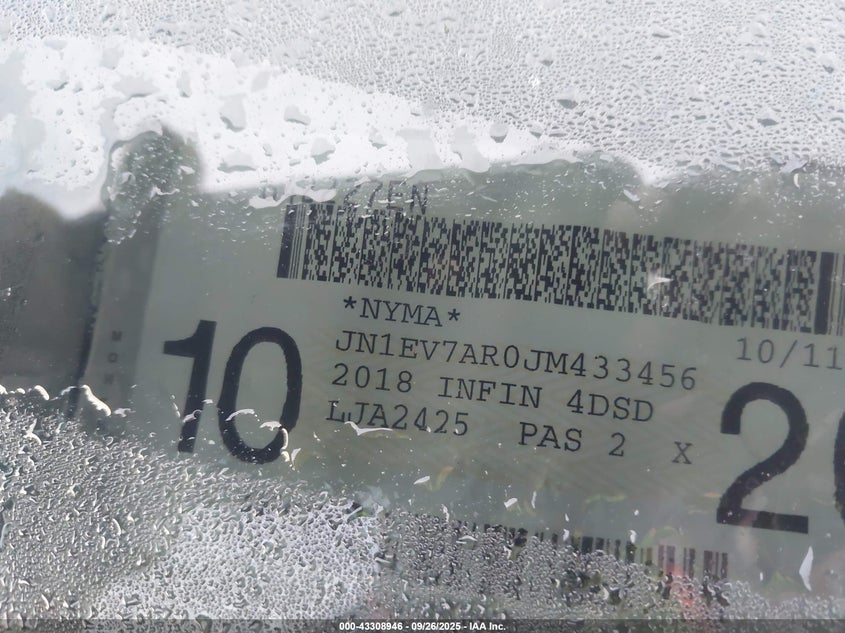 *NYMA*
JN1EV7AR0JM433456
10/11
2018 INFIN 4DSD
LJA2425 PAS 2 X
10
2
000-43308946 - 09/26/2025 - IAA Inc.